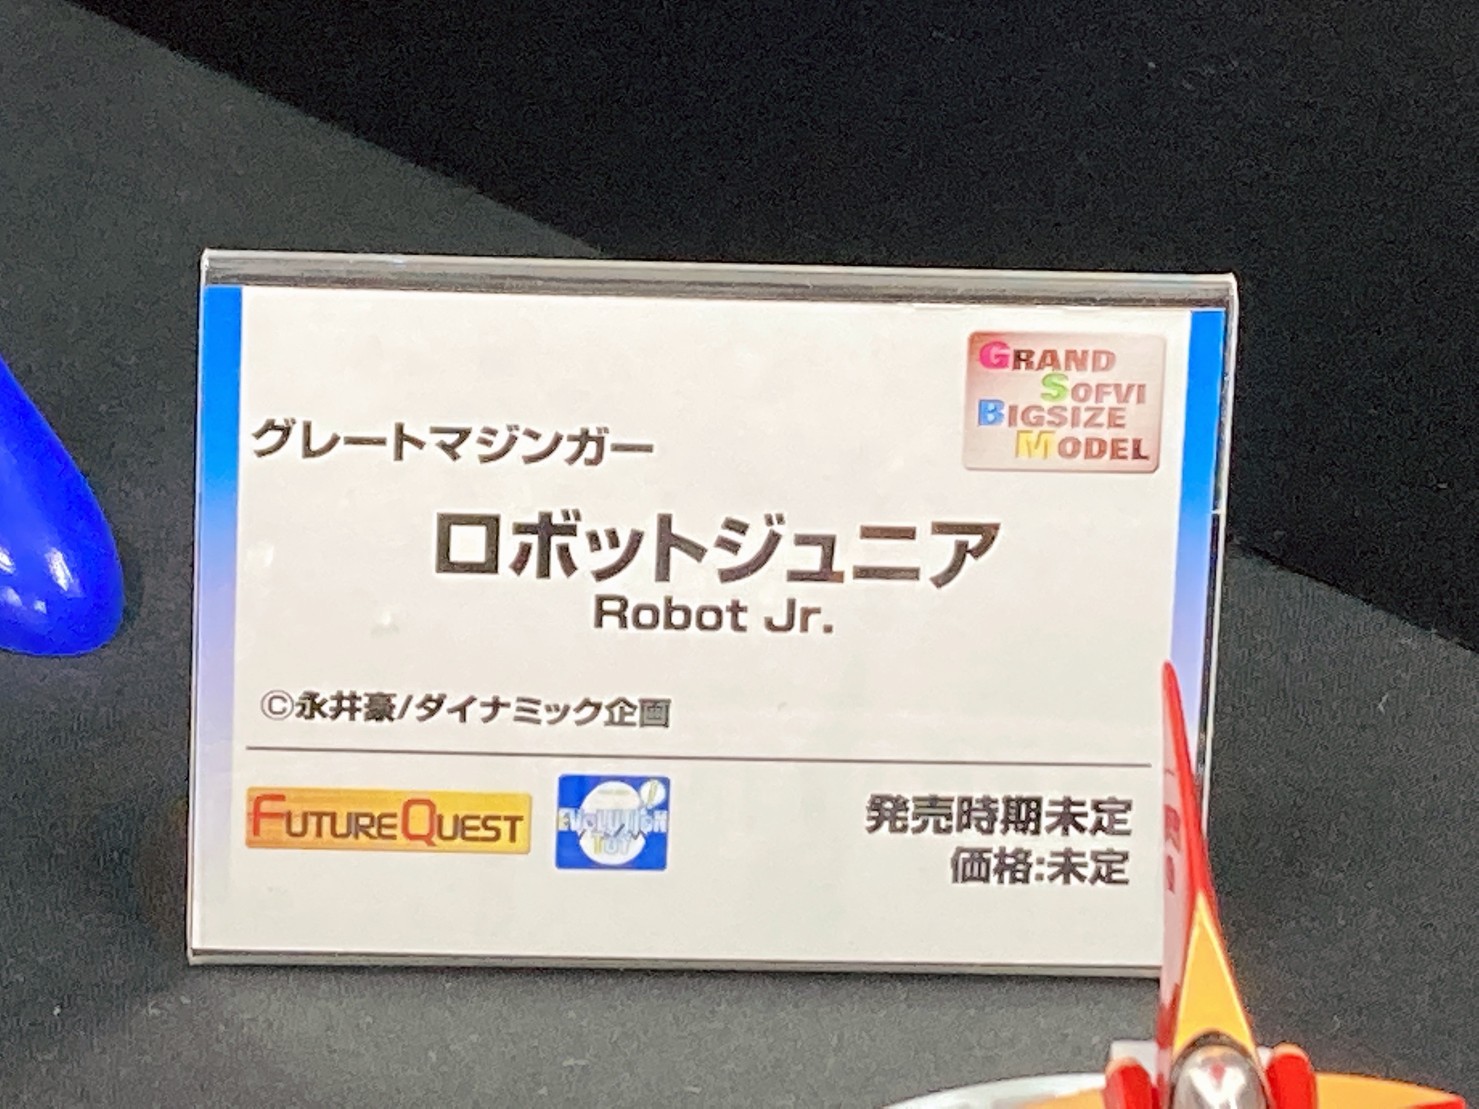 GRAND
SOFVI
BIGSIZE
MODEL
グレートマジンガー
ロボットジュニア
Robot Jr.
©永井豪/ダイナミック企画
FUTUREQUEST
EVOLUTION
TOY
発売時期未定
価格:未定